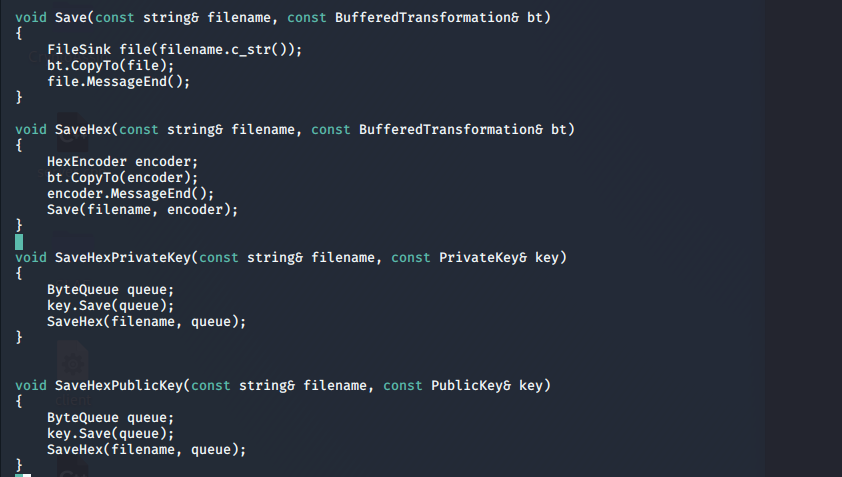 void Save(const string& filename, const BufferedTransformation& bt)
{
    FileSink file(filename.c_str());
    bt.CopyTo(file);
    file.MessageEnd();
}

void SaveHex(const string& filename, const BufferedTransformation& bt)
{
    HexEncoder encoder;
    bt.CopyTo(encoder);
    encoder.MessageEnd();
    Save(filename, encoder);
}

void SaveHexPrivateKey(const string& filename, const PrivateKey& key)
{
    ByteQueue queue;
    key.Save(queue);
    SaveHex(filename, queue);
}


void SaveHexPublicKey(const string& filename, const PublicKey& key)
{
    ByteQueue queue;
    key.Save(queue);
    SaveHex(filename, queue);
}